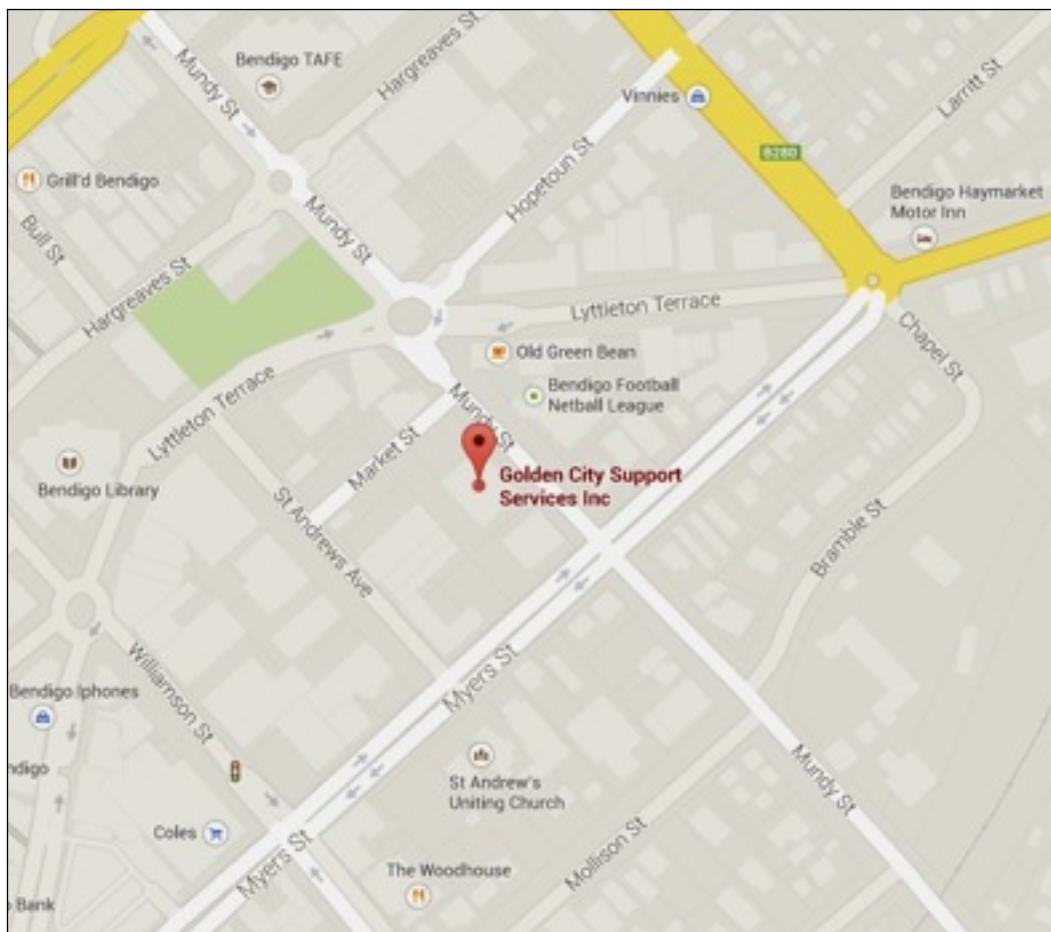 Mundy St
Bendigo TAFE
Hargreaves St
Vinnies
Larritt St
B280
Grill'd Bendigo
Hopetoun St
Bendigo Haymarket
Motor Inn
Mundy St
Bull St
Hargreaves St
Lyttleton Terrace
Chapel St
Old Green Bean
Bendigo Football
Netball League
Lyttleton Terrace
Mundy St
Market St
Bendigo Library
Golden City Support
Services Inc
St Andrews Ave
Bramble St
Williamson St
Myers St
Bendigo Iphones
ndigo
St Andrew's
Uniting Church
Mundy St
Coles
Myers St
Mollison St
The Woodhouse
Bank